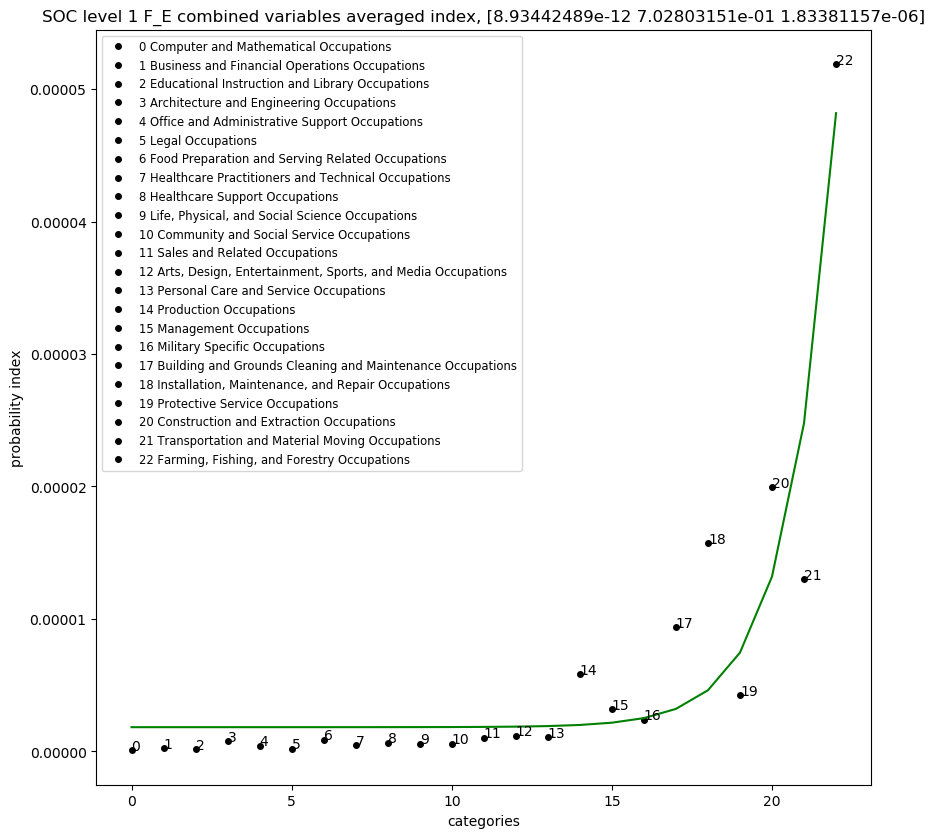 SOC level 1 F_E combined variables averaged index, [8.93442489e-12 7.02803151e-01 1.83381157e-06]
0 Computer and Mathematical Occupations
1 Business and Financial Operations Occupations
2 Educational Instruction and Library Occupations
3 Architecture and Engineering Occupations
4 Office and Administrative Support Occupations
5 Legal Occupations
6 Food Preparation and Serving Related Occupations
7 Healthcare Practitioners and Technical Occupations
8 Healthcare Support Occupations
9 Life, Physical, and Social Science Occupations
10 Community and Social Service Occupations
11 Sales and Related Occupations
12 Arts, Design, Entertainment, Sports, and Media Occupations
13 Personal Care and Service Occupations
14 Production Occupations
15 Management Occupations
16 Military Specific Occupations
17 Building and Grounds Cleaning and Maintenance Occupations
18 Installation, Maintenance, and Repair Occupations
19 Protective Service Occupations
20 Construction and Extraction Occupations
21 Transportation and Material Moving Occupations
22 Farming, Fishing, and Forestry Occupations
probability index
0.00005
0.00004
0.00003
0.00002
0.00001
0.00000
0
1
2
3
4
5
6
7
8
9
10
11
12
13
14
15
16
17
18
19
20
21
22
0
5
10
15
20
categories